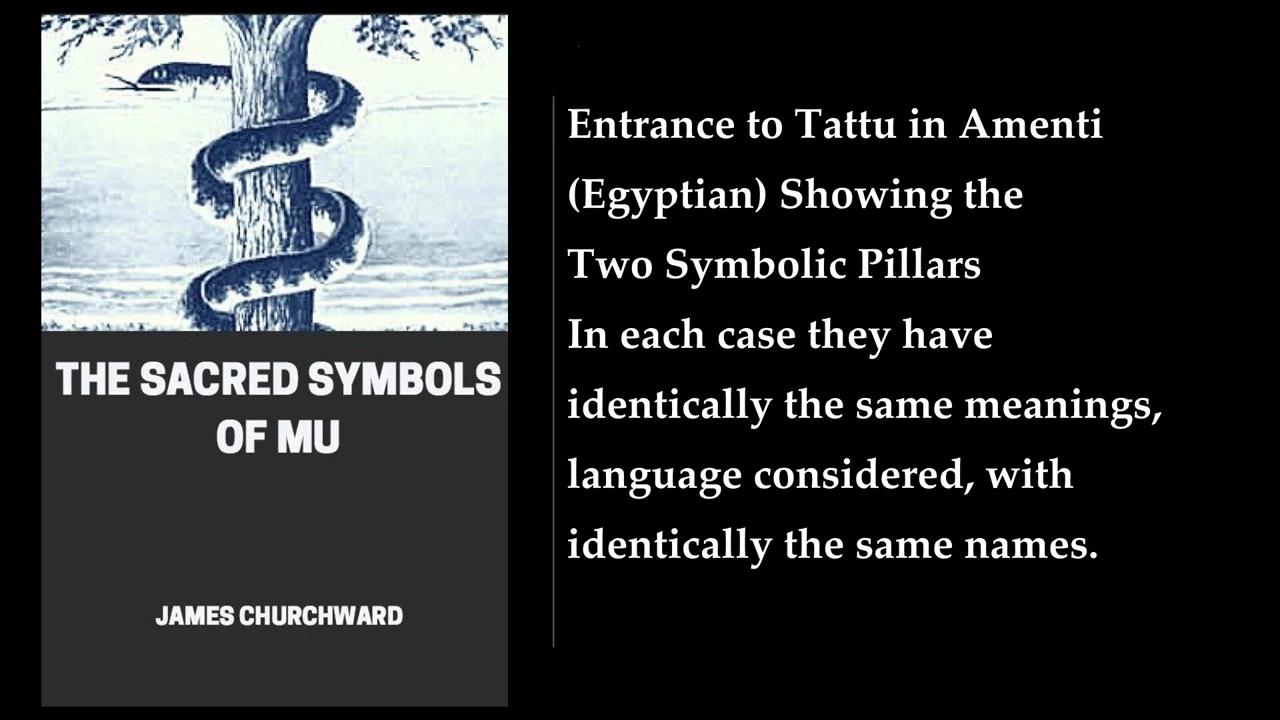 THE SACRED SYMBOLS
OF MU
JAMES CHURCHWARD
Entrance to Tattu in Amenti
(Egyptian) Showing the
Two Symbolic Pillars
In each case they have
identically the same meanings,
language considered, with
identically the same names.